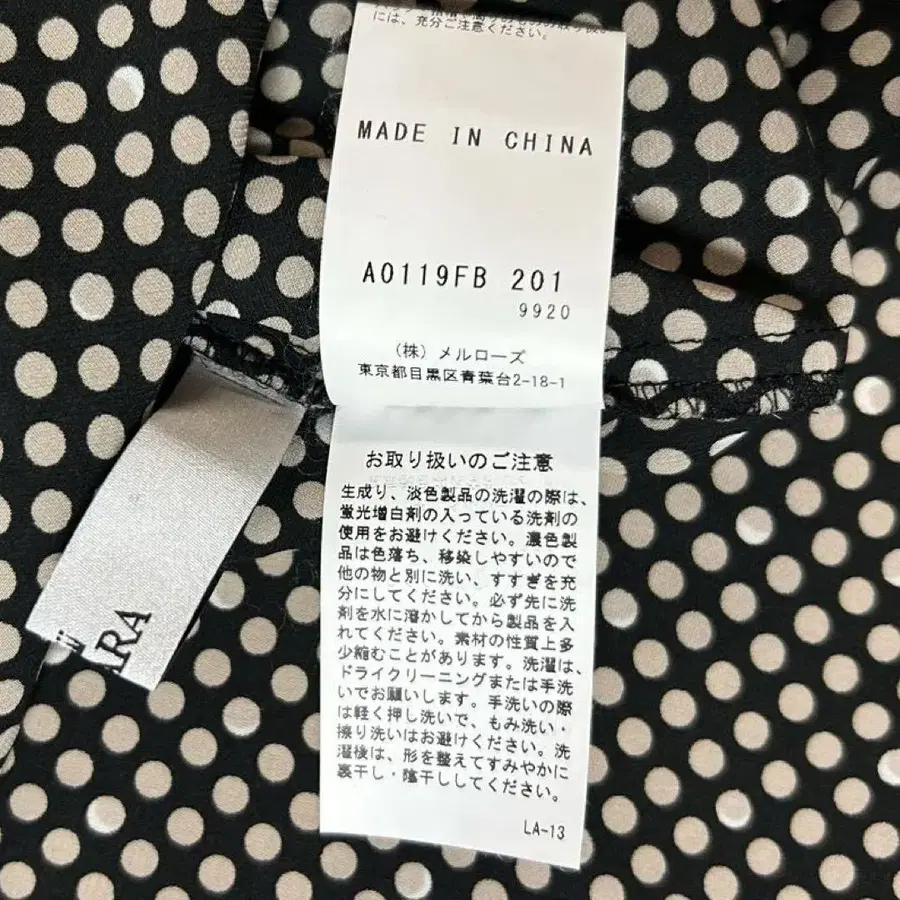 には、充分ご注意ください。
MADE IN CHINA
A0119FB 201
9920
(株) メルローズ
東京都目黒区青葉台2-18-1
お取り扱いのご注意
生成り、淡色製品の洗濯の際は、
蛍光増白剤の入っている洗剤の
使用をお避けください。濃色製
品は色落ち、移染しやすいので
他の物と別に洗い、すすぎを充
分にしてください。必ず先に洗
剤を水に溶かしてから製品を入
れてください。素材の性質上多
少縮むことがあります。洗濯は、
ドライクリーニングまたは手洗
いでお願いします。手洗いの際
は軽く押し洗いで、もみ洗い・
擦り洗いはお避けください。洗
濯後は、形を整えてすみやかに
裏干し・陰干ししてください。
LA-13
ARA